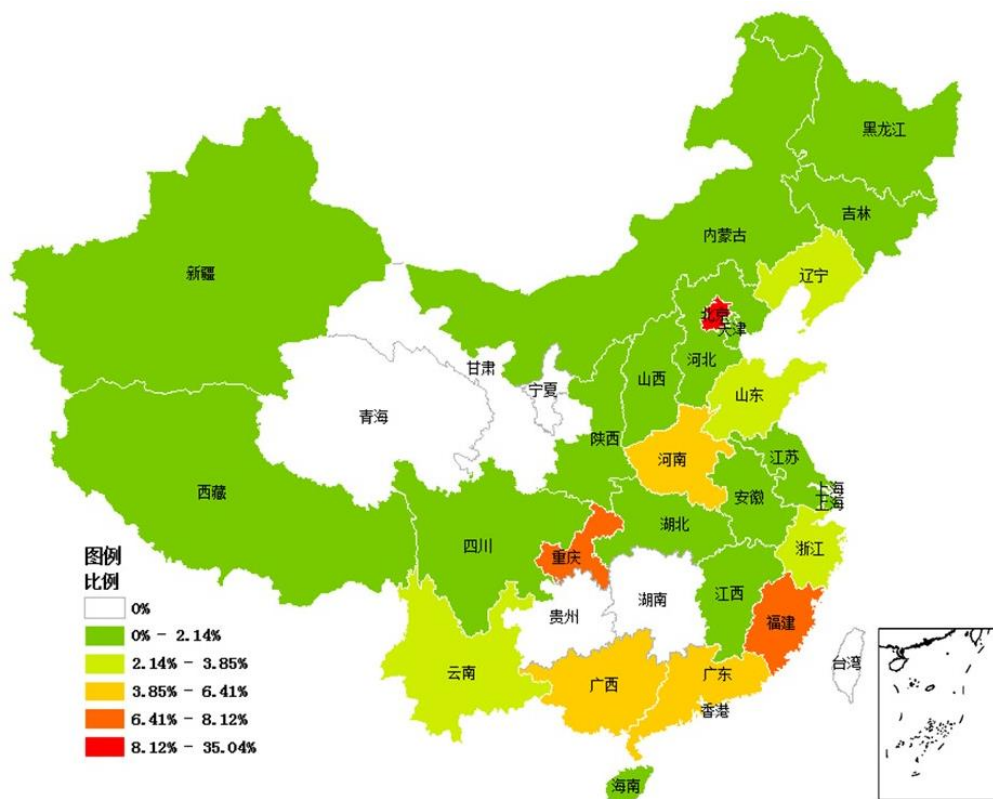 黑龙江
吉林
内蒙古
辽宁
新疆
北京
天津
河北
山西
甘肃
宁夏
山东
青海
陕西
河南
江苏
西藏
安徽
上海
上海
湖北
四川
浙江
重庆
湖南
江西
贵州
福建
台湾
云南
广西
广东
香港
海南
图例
比例
0%
0% - 2.14%
2.14% - 3.85%
3.85% - 6.41%
6.41% - 8.12%
8.12% - 35.04%